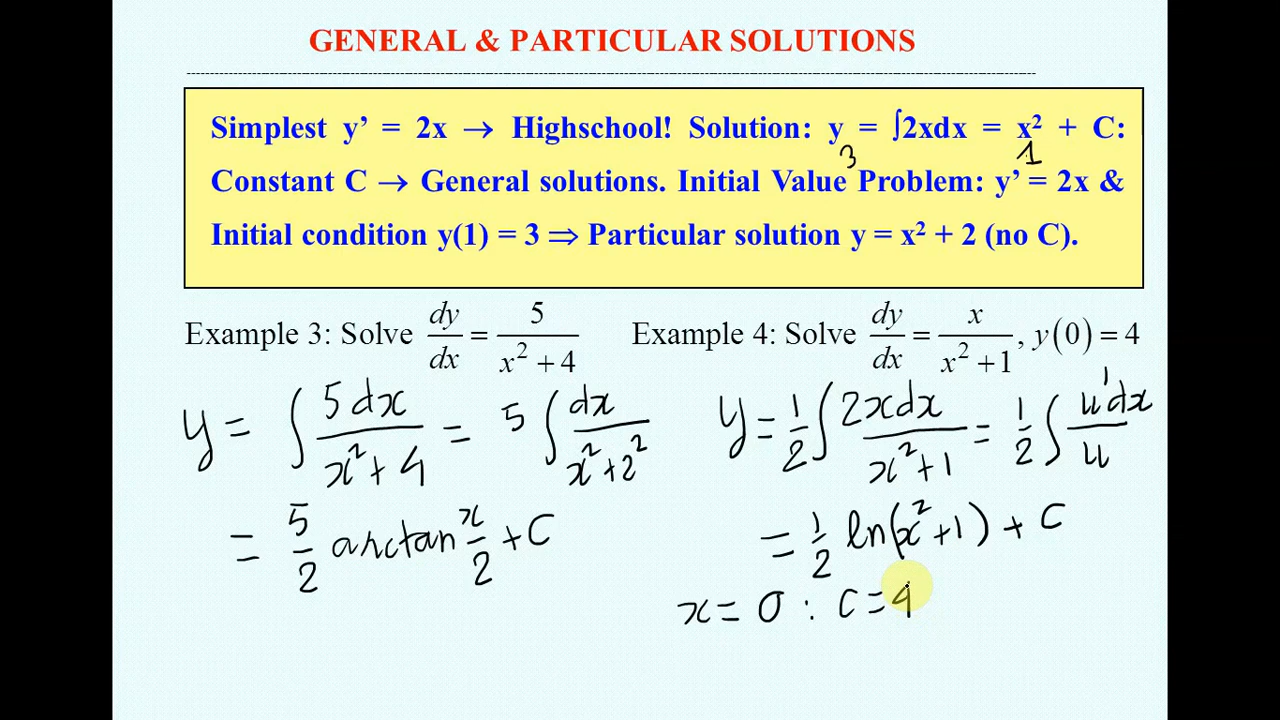 GENERAL & PARTICULAR SOLUTIONS
Simplest y' = 2x → Highschool! Solution: y = ∫2xdx = x² + C:
3 1
Constant C → General solutions. Initial Value Problem: y' = 2x &
Initial condition y(1) = 3 ⇒ Particular solution y = x² + 2 (no C).
Example 3: Solve dy/dx = 5/(x² + 4)
y = ∫ 5dx/(x² + 4) = 5 ∫ dx/(x² + 2²)
= 5/2 arctan x/2 + C
Example 4: Solve dy/dx = x/(x² + 1), y(0) = 4
y = 1/2 ∫ 2xdx/(x² + 1) = 1/2 ∫ u'dx/u
= 1/2 ln(x² + 1) + C
x = 0 : C = 4